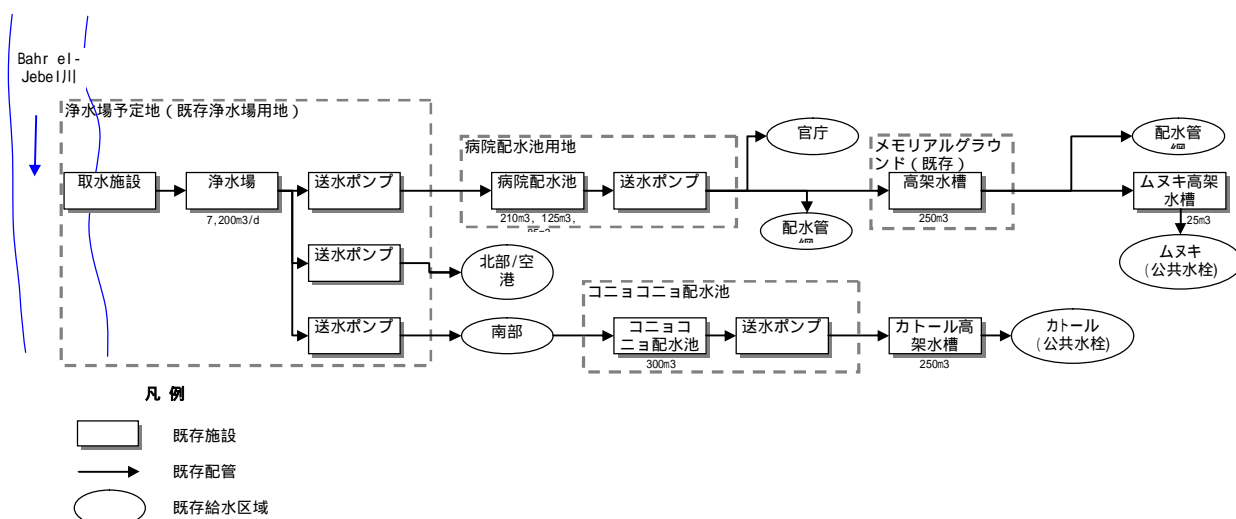 Bahr el-
Jebel川
浄水場予定地（既存浄水場用地）
取水施設
浄水場
7,200m3/d
送水ポンプ
病院配水池用地
病院配水池
210m3, 125m3,
送水ポンプ
官庁
配水管
メモリアルグラウ
ンド（既存）
高架水槽
250m3
配水管
ムヌキ高架
水槽
25m3
ムヌキ
(公共水栓)
送水ポンプ
北部/空
港
送水ポンプ
南部
コニョコニョ配水池
コニョコ
ニョ配水池
300m3
送水ポンプ
カトール高
架水槽
250m3
カトール
(公共水栓)
凡 例
既存施設
既存配管
既存給水区域